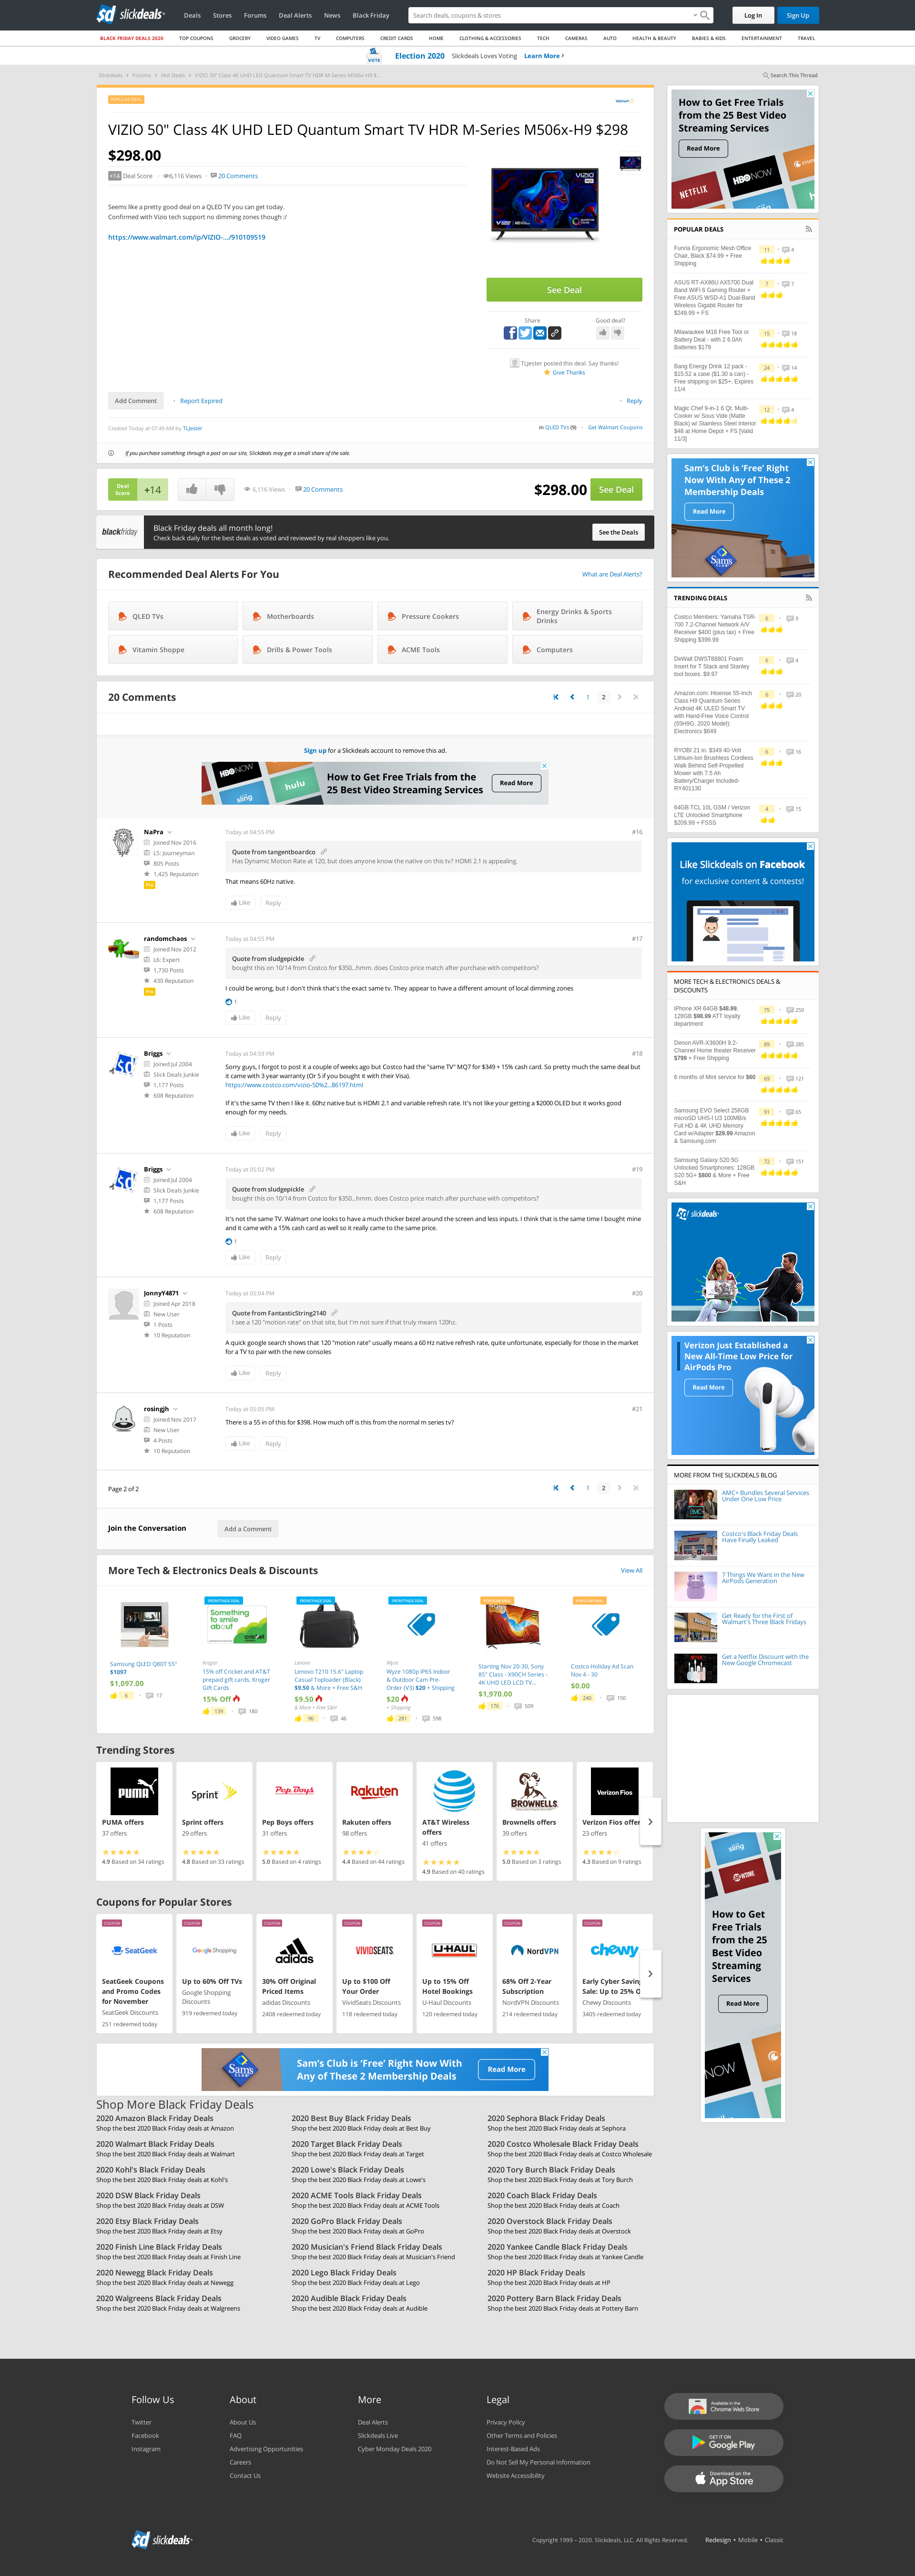 slickdeals
Deals
Stores
Forums
Deal Alerts
News
Black Friday
Search deals, coupons & stores
Log In
Sign Up
BLACK FRIDAY DEALS 2020
TOP COUPONS
GROCERY
VIDEO GAMES
TV
COMPUTERS
CREDIT CARDS
HOME
CLOTHING & ACCESSORIES
TECH
CAMERAS
AUTO
HEALTH & BEAUTY
BABIES & KIDS
ENTERTAINMENT
TRAVEL
VOTE
Election 2020 Slickdeals Loves Voting Learn More
Slickdeals > Forums > Hot Deals > VIZIO 50" Class 4K UHD LED Quantum Smart TV HDR M-Series M506x-H9 $...
Search This Thread
POPULAR DEAL
Walmart
VIZIO 50" Class 4K UHD LED Quantum Smart TV HDR M-Series M506x-H9 $298
$298.00
+14 Deal Score
6,116 Views
20 Comments
Seems like a pretty good deal on a QLED TV you can get today.
Confirmed with Vizio tech support no dimming zones though :/
https://www.walmart.com/ip/VIZIO-.../910109519
VIZIO
See Deal
Share
Good deal?
TLJester posted this deal. Say thanks!
Give Thanks
Add Comment
Report Expired
Reply
Created Today at 07:49 AM by TLJester
in QLED TVs (9)
Get Walmart Coupons
If you purchase something through a post on our site, Slickdeals may get a small share of the sale.
Deal Score
+14
6,116 Views
20 Comments
$298.00
See Deal
blackfriday
Black Friday deals all month long!
Check back daily for the best deals as voted and reviewed by real shoppers like you.
See the Deals
Recommended Deal Alerts For You
What are Deal Alerts?
QLED TVs
Motherboards
Pressure Cookers
Energy Drinks & Sports Drinks
Vitamin Shoppe
Drills & Power Tools
ACME Tools
Computers
20 Comments
1
2
Sign up for a Slickdeals account to remove this ad.
HBO NOW
sling
hulu
How to Get Free Trials from the
25 Best Video Streaming Services
Read More
NaPra
Joined Nov 2016
L5: Journeyman
805 Posts
1,425 Reputation
Pro
Today at 04:55 PM
#16
Quote from tangentboardco
Has Dynamic Motion Rate at 120, but does anyone know the native on this tv? HDMI 2.1 is appealing.
That means 60Hz native.
Like
Reply
randomchaos
Joined Nov 2012
L6: Expert
1,730 Posts
430 Reputation
Pro
Today at 04:55 PM
#17
Quote from sludgepickle
bought this on 10/14 from Costco for $350...hmm. does Costco price match after purchase with competitors?
I could be wrong, but I don't think that's the exact same tv. They appear to have a different amount of local dimming zones
1
Like
Reply
Briggs
Joined Jul 2004
Slick Deals Junkie
1,177 Posts
608 Reputation
Today at 04:59 PM
#18
Sorry guys, I forgot to post it a couple of weeks ago but Costco had the "same TV" MQ7 for $349 + 15% cash card. So pretty much the same deal but
it came with 3 year warranty (Or 5 if you bought it with their Visa).
https://www.costco.com/vizio-50%2...86197.html
If it's the same TV then I like it. 60hz native but is HDMI 2.1 and variable refresh rate. It's not like your getting a $2000 OLED but it works good
enough for my needs.
Like
Reply
Briggs
Joined Jul 2004
Slick Deals Junkie
1,177 Posts
608 Reputation
Today at 05:02 PM
#19
Quote from sludgepickle
bought this on 10/14 from Costco for $350...hmm. does Costco price match after purchase with competitors?
It's not the same TV. Walmart one looks to have a much thicker bezel around the screen and less inputs. I think that is the same time I bought mine
and it came with a 15% cash card as well so it really came to the same price.
1
Like
Reply
JonnyY4871
Joined Apr 2018
New User
1 Posts
10 Reputation
Today at 05:04 PM
#20
Quote from FantasticString2140
I see a 120 "motion rate" on that site, but I'm not sure if that truly means 120hz.
A quick google search shows that 120 "motion rate" usually means a 60 Hz native refresh rate, quite unfortunate, especially for those in the market
for a TV to pair with the new consoles
Like
Reply
rosingjh
Joined Nov 2017
New User
4 Posts
10 Reputation
Today at 05:05 PM
#21
There is a 55 in of this for $398. How much off is this from the normal m series tv?
Like
Reply
Page 2 of 2
1
2
Join the Conversation
Add a Comment
More Tech & Electronics Deals & Discounts
View All
Samsung QLED Q80T 55"
$1097
$1,097.00
6
17
FRONTPAGE DEAL
Something to smile about
cricket
Kroger
15% off Cricket and AT&T prepaid gift cards, Kroger Gift Cards
15% Off
139
180
FRONTPAGE DEAL
Lenovo
Lenovo T210 15.6" Laptop Casual Toploader (Black) $9.50 & More + Free S&H
$9.50
& More + Free S&H
96
46
FRONTPAGE DEAL
Wyze
Wyze 1080p IP65 Indoor & Outdoor Cam Pre-Order (V3) $20 + Shipping
$20
+ Shipping
281
598
POPULAR DEAL
Starting Nov 20-30, Sony 85" Class - X90CH Series - 4K UHD LED LCD TV...
$1,970.00
176
509
POPULAR DEAL
Costco Holiday Ad Scan Nov 4 - 30
$0.00
240
150
Trending Stores
PUMA
PUMA offers
37 offers
4.9 Based on 34 ratings
Sprint
Sprint offers
29 offers
4.8 Based on 33 ratings
Pep Boys
Pep Boys offers
31 offers
5.0 Based on 4 ratings
Rakuten
Rakuten offers
98 offers
4.4 Based on 44 ratings
AT&T Wireless offers
41 offers
4.9 Based on 40 ratings
BROWNELLS
Brownells offers
39 offers
5.0 Based on 3 ratings
Verizon Fios
Verizon Fios offer
23 offers
4.3 Based on 9 ratings
Coupons for Popular Stores
COUPON
SeatGeek
SeatGeek Coupons and Promo Codes for November
SeatGeek Discounts
251 redeemed today
COUPON
Google Shopping
Up to 60% Off TVs
Google Shopping Discounts
919 redeemed today
COUPON
adidas
30% Off Original Priced Items
adidas Discounts
2408 redeemed today
COUPON
VIVIDSEATS
Up to $100 Off Your Order
VividSeats Discounts
118 redeemed today
COUPON
U-HAUL
Up to 15% Off Hotel Bookings
U-Haul Discounts
120 redeemed today
COUPON
NordVPN
68% Off 2-Year Subscription
NordVPN Discounts
214 redeemed today
COUPON
chewy
Early Cyber Saving Sale: Up to 25% O
Chewy Discounts
3405 redeemed today
Sam's Club
Sam's Club is 'Free' Right Now With
Any of These 2 Membership Deals
Read More
Shop More Black Friday Deals
2020 Amazon Black Friday Deals
Shop the best 2020 Black Friday deals at Amazon
2020 Best Buy Black Friday Deals
Shop the best 2020 Black Friday deals at Best Buy
2020 Sephora Black Friday Deals
Shop the best 2020 Black Friday deals at Sephora
2020 Walmart Black Friday Deals
Shop the best 2020 Black Friday deals at Walmart
2020 Target Black Friday Deals
Shop the best 2020 Black Friday deals at Target
2020 Costco Wholesale Black Friday Deals
Shop the best 2020 Black Friday deals at Costco Wholesale
2020 Kohl's Black Friday Deals
Shop the best 2020 Black Friday deals at Kohl's
2020 Lowe's Black Friday Deals
Shop the best 2020 Black Friday deals at Lowe's
2020 Tory Burch Black Friday Deals
Shop the best 2020 Black Friday deals at Tory Burch
2020 DSW Black Friday Deals
Shop the best 2020 Black Friday deals at DSW
2020 ACME Tools Black Friday Deals
Shop the best 2020 Black Friday deals at ACME Tools
2020 Coach Black Friday Deals
Shop the best 2020 Black Friday deals at Coach
2020 Etsy Black Friday Deals
Shop the best 2020 Black Friday deals at Etsy
2020 GoPro Black Friday Deals
Shop the best 2020 Black Friday deals at GoPro
2020 Overstock Black Friday Deals
Shop the best 2020 Black Friday deals at Overstock
2020 Finish Line Black Friday Deals
Shop the best 2020 Black Friday deals at Finish Line
2020 Musician's Friend Black Friday Deals
Shop the best 2020 Black Friday deals at Musician's Friend
2020 Yankee Candle Black Friday Deals
Shop the best 2020 Black Friday deals at Yankee Candle
2020 Newegg Black Friday Deals
Shop the best 2020 Black Friday deals at Newegg
2020 Lego Black Friday Deals
Shop the best 2020 Black Friday deals at Lego
2020 HP Black Friday Deals
Shop the best 2020 Black Friday deals at HP
2020 Walgreens Black Friday Deals
Shop the best 2020 Black Friday deals at Walgreens
2020 Audible Black Friday Deals
Shop the best 2020 Black Friday deals at Audible
2020 Pottery Barn Black Friday Deals
Shop the best 2020 Black Friday deals at Pottery Barn
How to Get Free Trials
from the 25 Best Video
Streaming Services
Read More
NETFLIX
HBO NOW
sling
POPULAR DEALS
Funria Ergonomic Mesh Office Chair, Black $74.99 + Free Shipping
11
4
ASUS RT-AX86U AX5700 Dual Band WiFi 6 Gaming Router + Free ASUS WSD-A1 Dual-Band Wireless Gigabit Router for $249.99 + FS
7
7
Milwaukee M18 Free Tool or Battery Deal - with 2 6.0Ah Batteries $179
15
18
Bang Energy Drink 12 pack - $15.52 a case ($1.30 a can) - Free shipping on $25+. Expires 11/4
24
14
Magic Chef 9-in-1 6 Qt. Multi-Cooker w/ Sous Vide (Matte Black) w/ Stainless Steel Interior $48 at Home Depot + FS [Valid 11/3]
12
4
Sam's Club is 'Free' Right
Now With Any of These 2
Membership Deals
Read More
Sam's
TRENDING DEALS
Costco Members: Yamaha TSR-700 7.2-Channel Network A/V Receiver $400 (plus tax) + Free Shipping $399.99
6
9
DeWalt DWST88801 Foam Insert for T Stack and Stanley tool boxes. $9.97
6
4
Amazon.com: Hisense 55-Inch Class H9 Quantum Series Android 4K ULED Smart TV with Hand-Free Voice Control (55H9G, 2020 Model): Electronics $649
6
20
RYOBI 21 in. $349 40-Volt Lithium-Ion Brushless Cordless Walk Behind Self-Propelled Mower with 7.5 Ah Battery/Charger Included-RY401130
6
16
64GB TCL 10L GSM / Verizon LTE Unlocked Smartphone $209.99 + FSSS
4
15
Like Slickdeals on Facebook
for exclusive content & contests!
MORE TECH & ELECTRONICS DEALS & DISCOUNTS
iPhone XR 64GB $48.99, 128GB $98.99 ATT loyalty department
75
250
Denon AVR-X3600H 9.2-Channel Home theater Receiver $799 + Free Shipping
89
285
6 months of Mint service for $60
69
121
Samsung EVO Select 256GB microSD UHS-I U3 100MB/s Full HD & 4K UHD Memory Card w/Adapter $29.99 Amazon & Samsung.com
91
65
Samsung Galaxy S20 5G Unlocked Smartphones: 128GB S20 5G+ $800 & More + Free S&H
72
151
slickdeals
Verizon Just Established a
New All-Time Low Price for
AirPods Pro
Read More
MORE FROM THE SLICKDEALS BLOG
AMC+ Bundles Several Services Under One Low Price
Costco's Black Friday Deals Have Finally Leaked
7 Things We Want in the New AirPods Generation
Get Ready for the First of Walmart's Three Black Fridays
Get a Netflix Discount with the New Google Chromecast
sling
SHOWTIME
How to Get
Free Trials
from the 25
Best Video
Streaming
Services
Read More
NOW
Follow Us
Twitter
Facebook
Instagram
About
About Us
FAQ
Advertising Opportunities
Careers
Contact Us
More
Deal Alerts
Slickdeals Live
Cyber Monday Deals 2020
Legal
Privacy Policy
Other Terms and Policies
Interest-Based Ads
Do Not Sell My Personal Information
Website Accessibility
Available in the
Chrome Web Store
GET IT ON
Google Play
Download on the
App Store
slickdeals
Copyright 1999 - 2020. Slickdeals, LLC. All Rights Reserved.
Redesign • Mobile • Classic